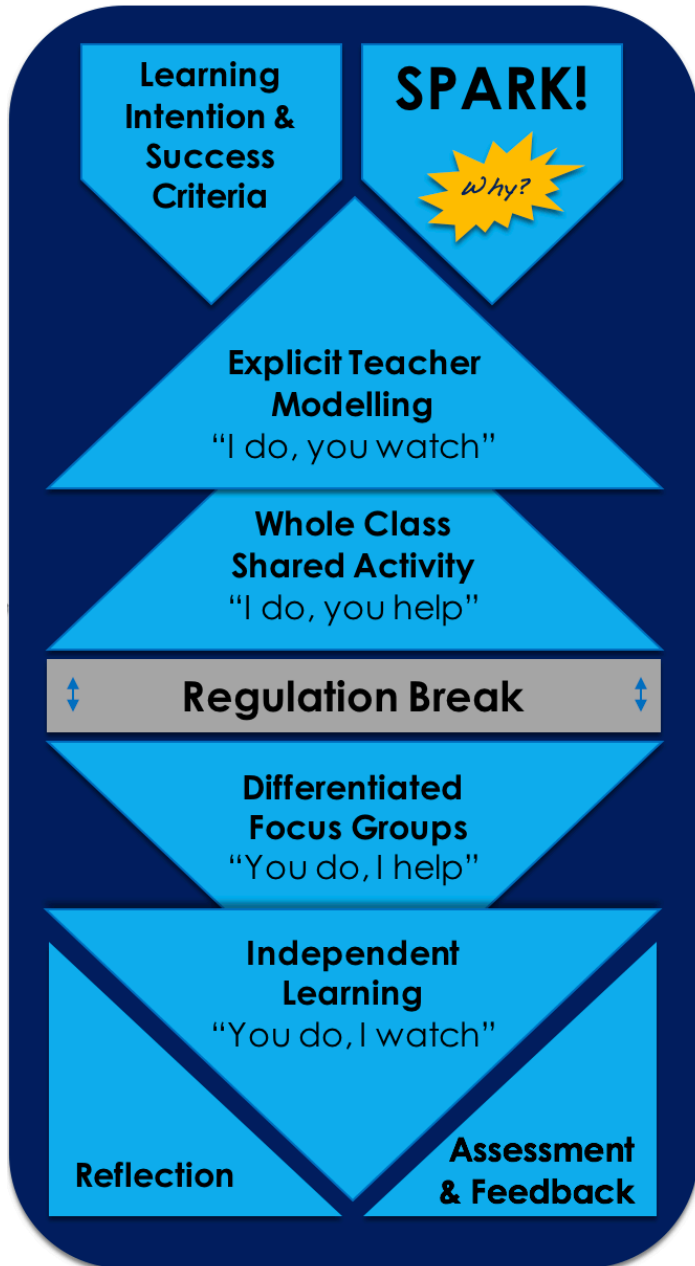 Learning
Intention &
Success
Criteria
SPARK!
Why?
Explicit Teacher
Modelling
“I do, you watch”
Whole Class
Shared Activity
“I do, you help”
Regulation Break
Differentiated
Focus Groups
“You do, I help”
Independent
Learning
“You do, I watch”
Reflection
Assessment
& Feedback